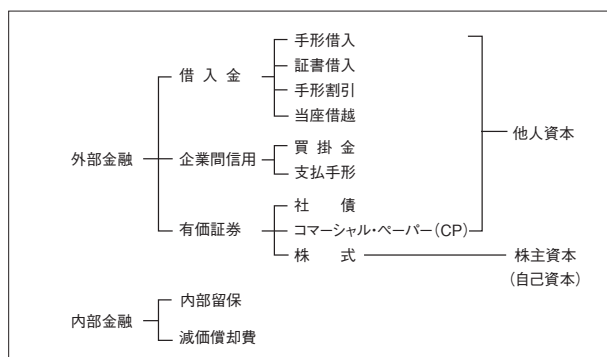 手形借入
証書借入
借入金
手形割引
当座借越
他人資本
買掛金
外部金融
企業間信用
支払手形
社債
有価証券
コマーシャル・ペーパー(CP)
株式
株主資本
(自己資本)
内部留保
内部金融
減価償却費